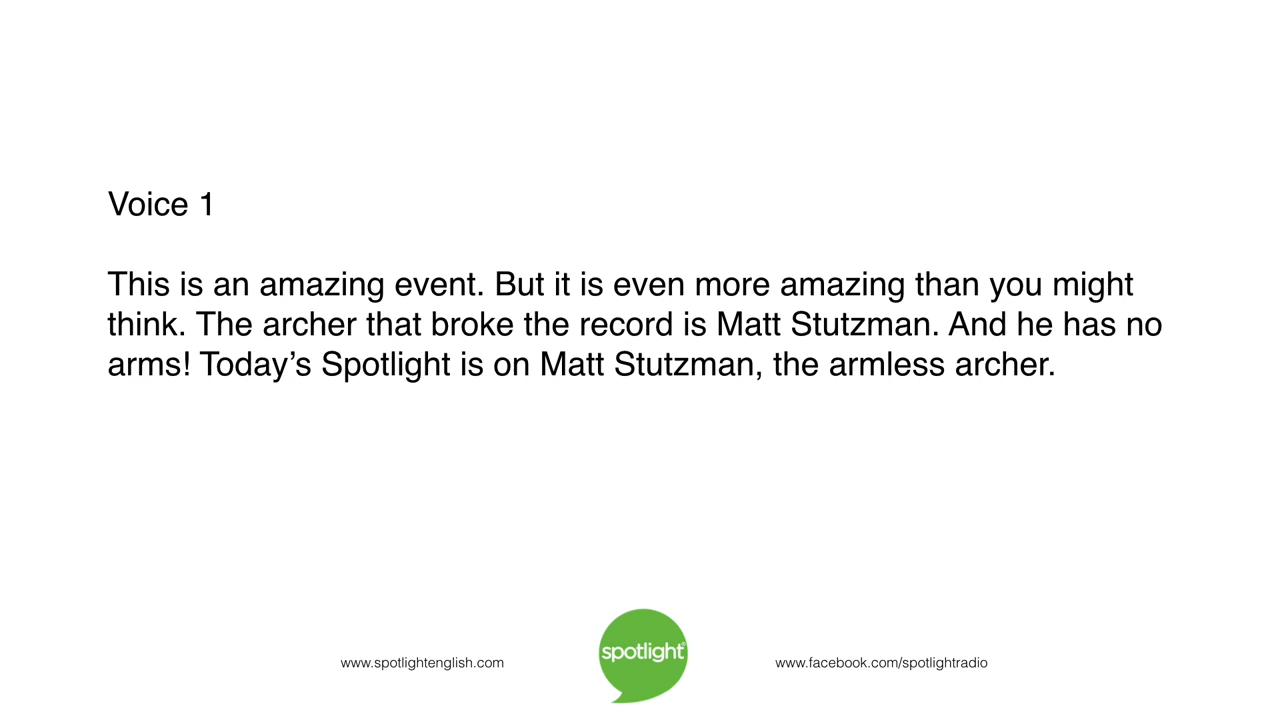 Voice 1
This is an amazing event. But it is even more amazing than you might
think. The archer that broke the record is Matt Stutzman. And he has no
arms! Today’s Spotlight is on Matt Stutzman, the armless archer.
www.spotlightenglish.com
spotlight®
www.facebook.com/spotlightradio